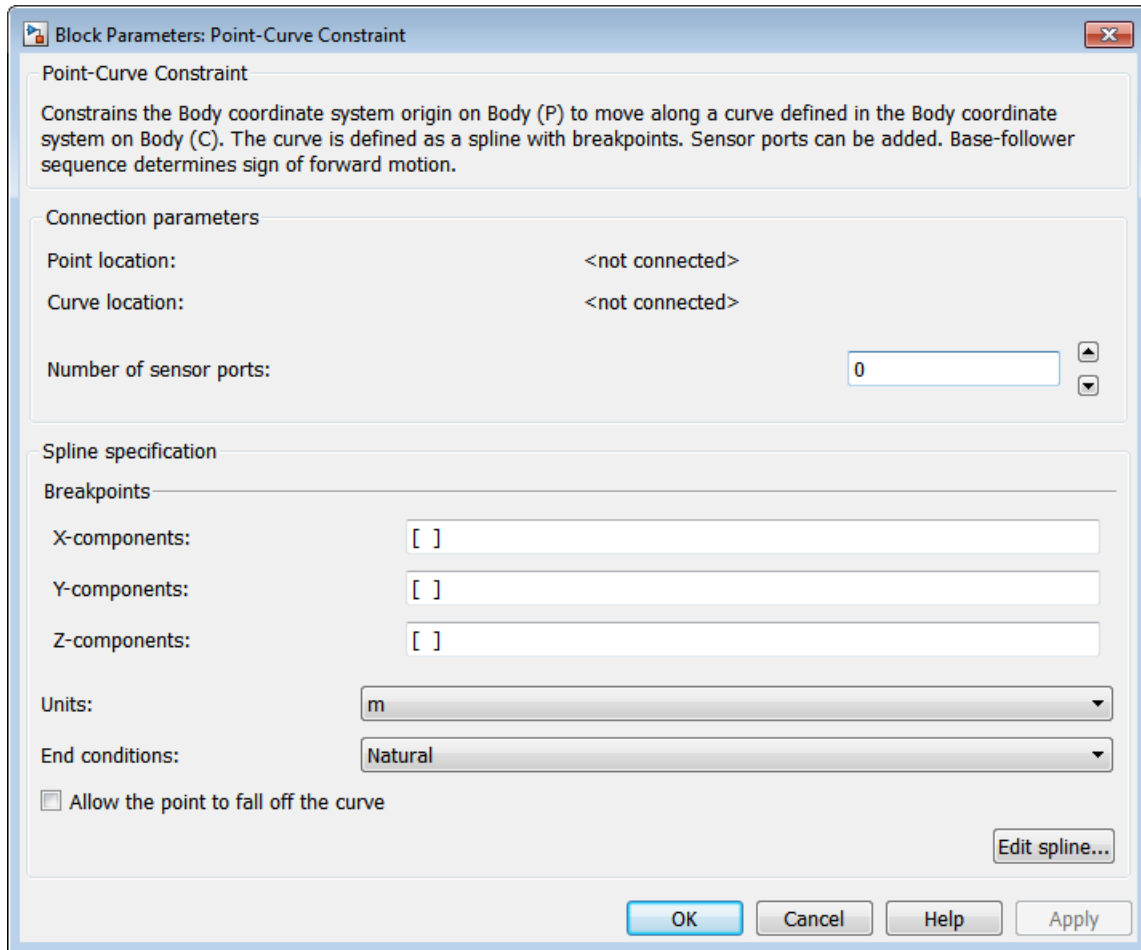 Block Parameters: Point-Curve Constraint
Point-Curve Constraint
Constrains the Body coordinate system origin on Body (P) to move along a curve defined in the Body coordinate
system on Body (C). The curve is defined as a spline with breakpoints. Sensor ports can be added. Base-follower
sequence determines sign of forward motion.
Connection parameters
Point location: <not connected>
Curve location: <not connected>
Number of sensor ports: 0
Spline specification
Breakpoints
X-components: [ ]
Y-components: [ ]
Z-components: [ ]
Units: m
End conditions: Natural
Allow the point to fall off the curve
Edit spline...
OK Cancel Help Apply